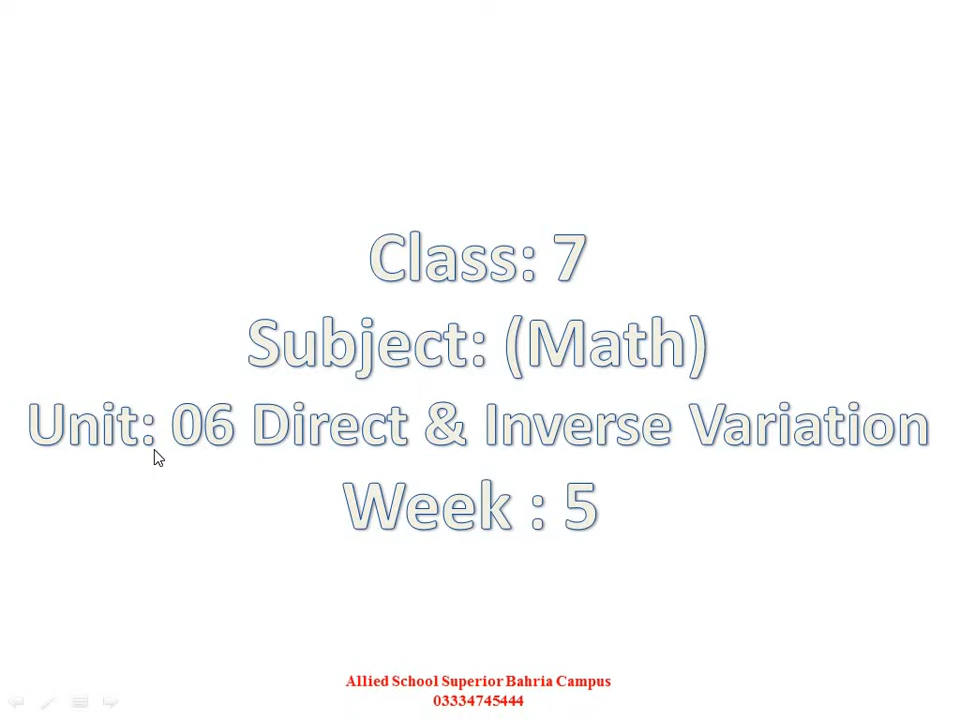 Class: 7
Subject: (Math)
Unit: 06 Direct & Inverse Variation
Week : 5
Allied School Superior Bahria Campus
03334745444